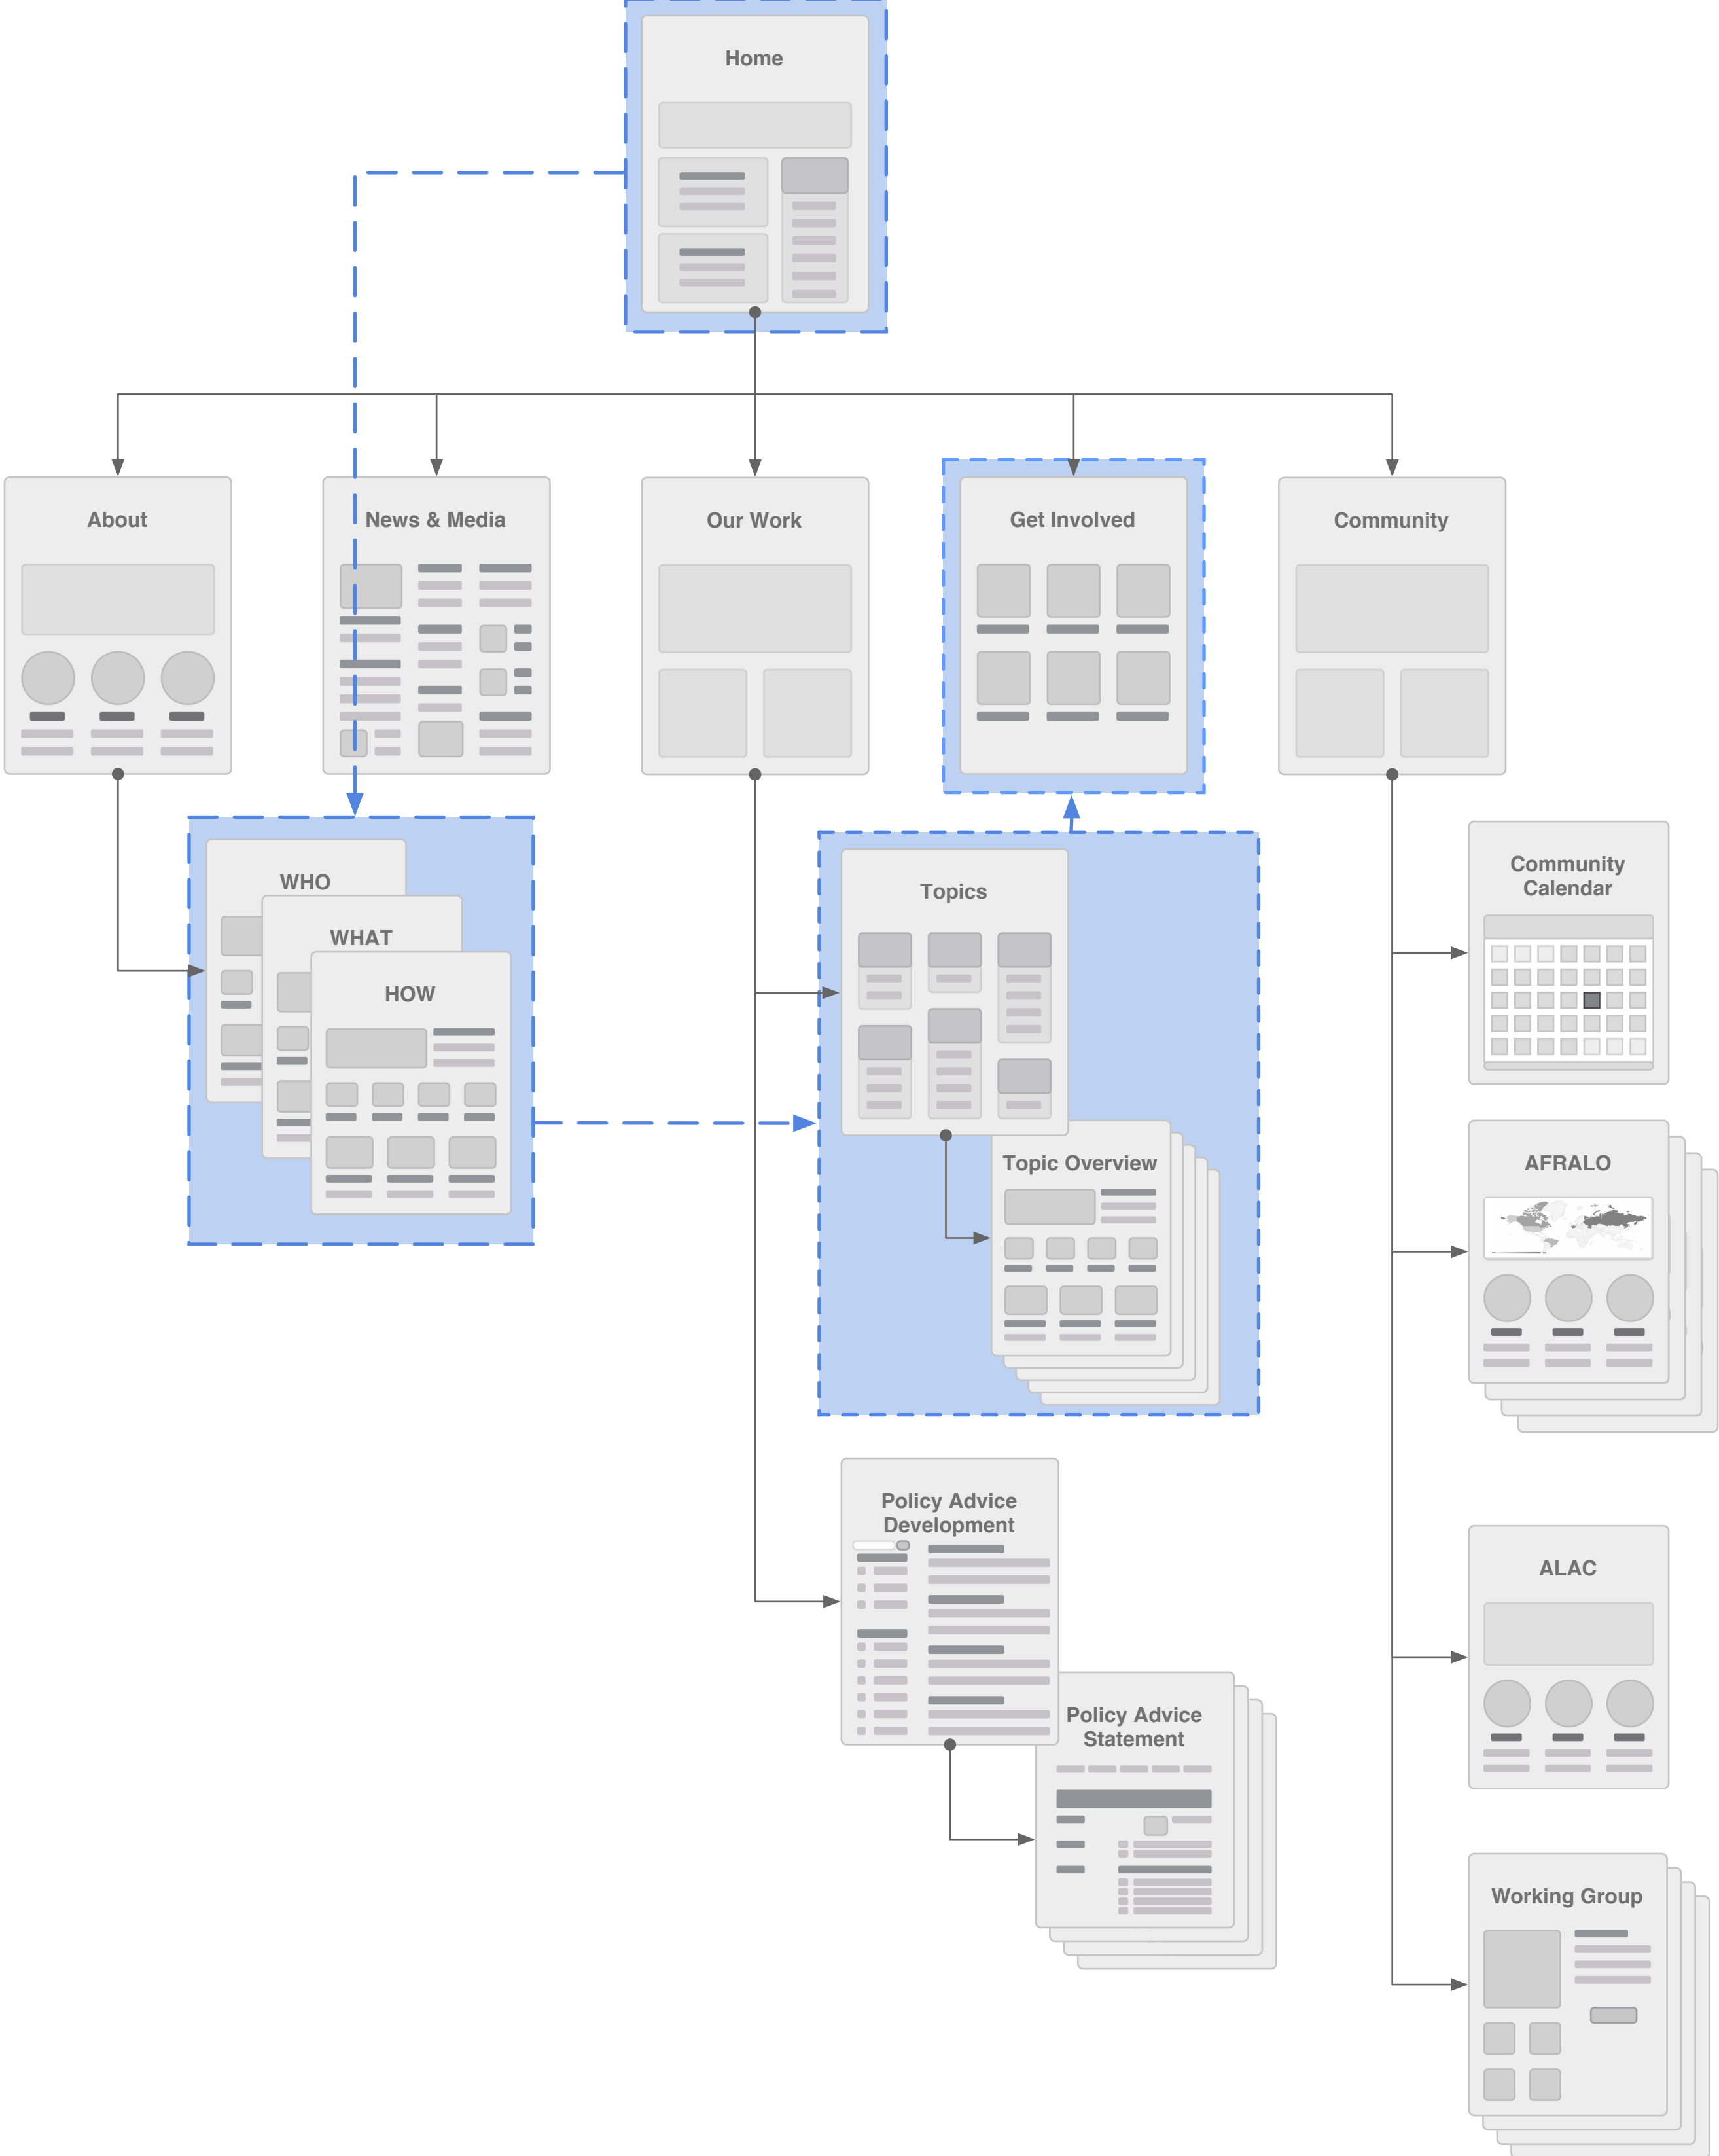 Home
About
News & Media
Our Work
Get Involved
Community
WHO
WHAT
HOW
Topics
Topic Overview
Community
Calendar
AFRALO
Policy Advice
Development
Policy Advice
Statement
ALAC
Working Group